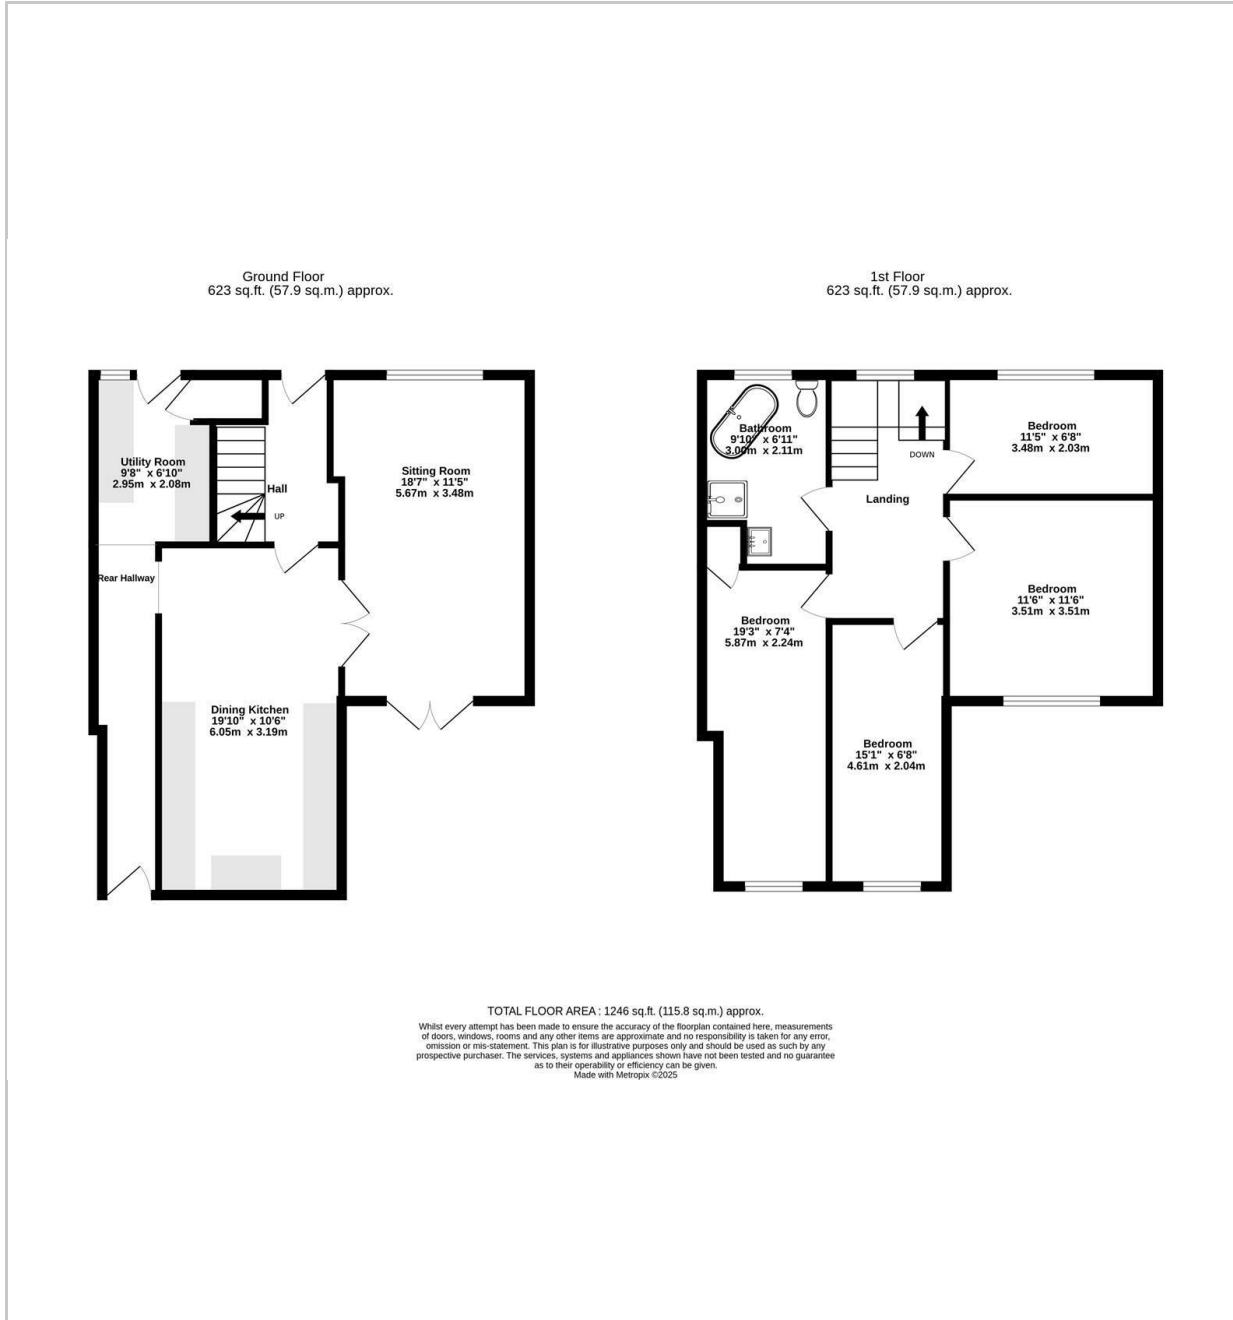 Ground Floor
623 sq.ft. (57.9 sq.m.) approx.
1st Floor
623 sq.ft. (57.9 sq.m.) approx.
Utility Room
9'8" x 6'10"
2.95m x 2.08m
Hall
UP
Sitting Room
18'7" x 11'5"
5.67m x 3.48m
Rear Hallway
Dining Kitchen
19'10" x 10'6"
6.05m x 3.19m
Bathroom
9'10" x 6'11"
3.00m x 2.11m
DOWN
Landing
Bedroom
11'5" x 6'8"
3.48m x 2.03m
Bedroom
11'6" x 11'6"
3.51m x 3.51m
Bedroom
19'3" x 7'4"
5.87m x 2.24m
Bedroom
15'1" x 6'8"
4.61m x 2.04m
TOTAL FLOOR AREA : 1246 sq.ft. (115.8 sq.m.) approx.
Whilst every attempt has been made to ensure the accuracy of the floorplan contained here, measurements
of doors, windows, rooms and any other items are approximate and no responsibility is taken for any error,
omission or mis-statement. This plan is for illustrative purposes only and should be used as such by any
prospective purchaser. The services, systems and appliances shown have not been tested and no guarantee
as to their operability or efficiency can be given.
Made with Metropix ©2025